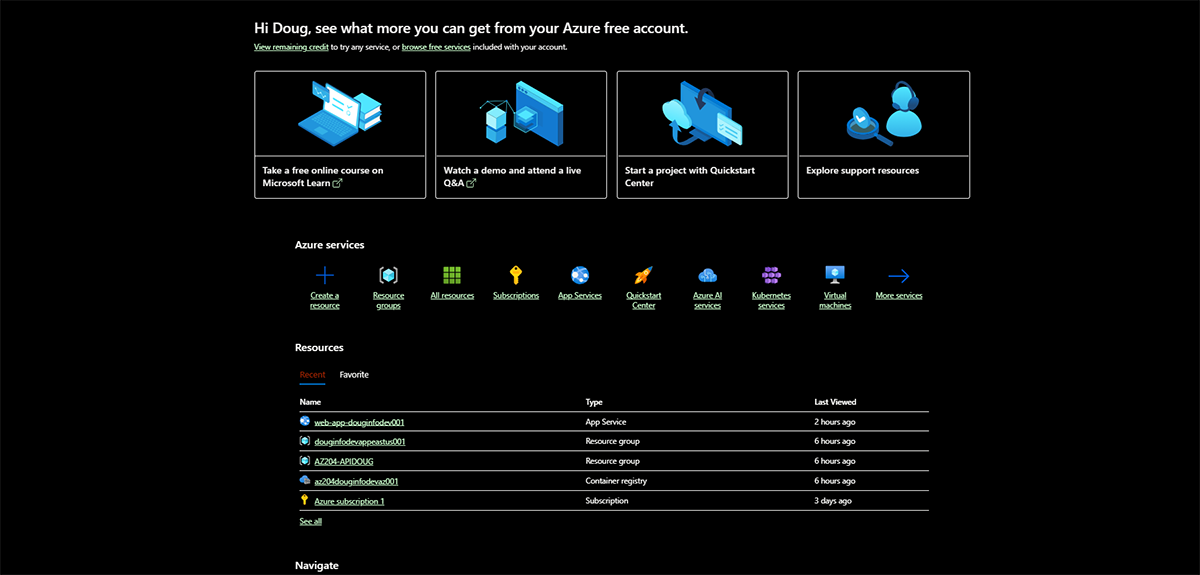 Hi Doug, see what more you can get from your Azure free account.
View remaining credit to try any service, or browse free services included with your account.
Take a free online course on
Microsoft Learn
Watch a demo and attend a live
Q&A
Start a project with Quickstart
Center
Explore support resources
Azure services
Create a
resource
Resource
groups
All resources
Subscriptions
App Services
Quickstart
Center
Azure AI
services
Kubernetes
services
Virtual
machines
More services
Resources
Recent Favorite
Name Type Last Viewed
web-app-douginfodev001 App Service 2 hours ago
douginfodevappeastus001 Resource group 6 hours ago
AZ204-APIDOUG Resource group 6 hours ago
az204douginfodevaz001 Container registry 6 hours ago
Azure subscription 1 Subscription 3 days ago
See all
Navigate